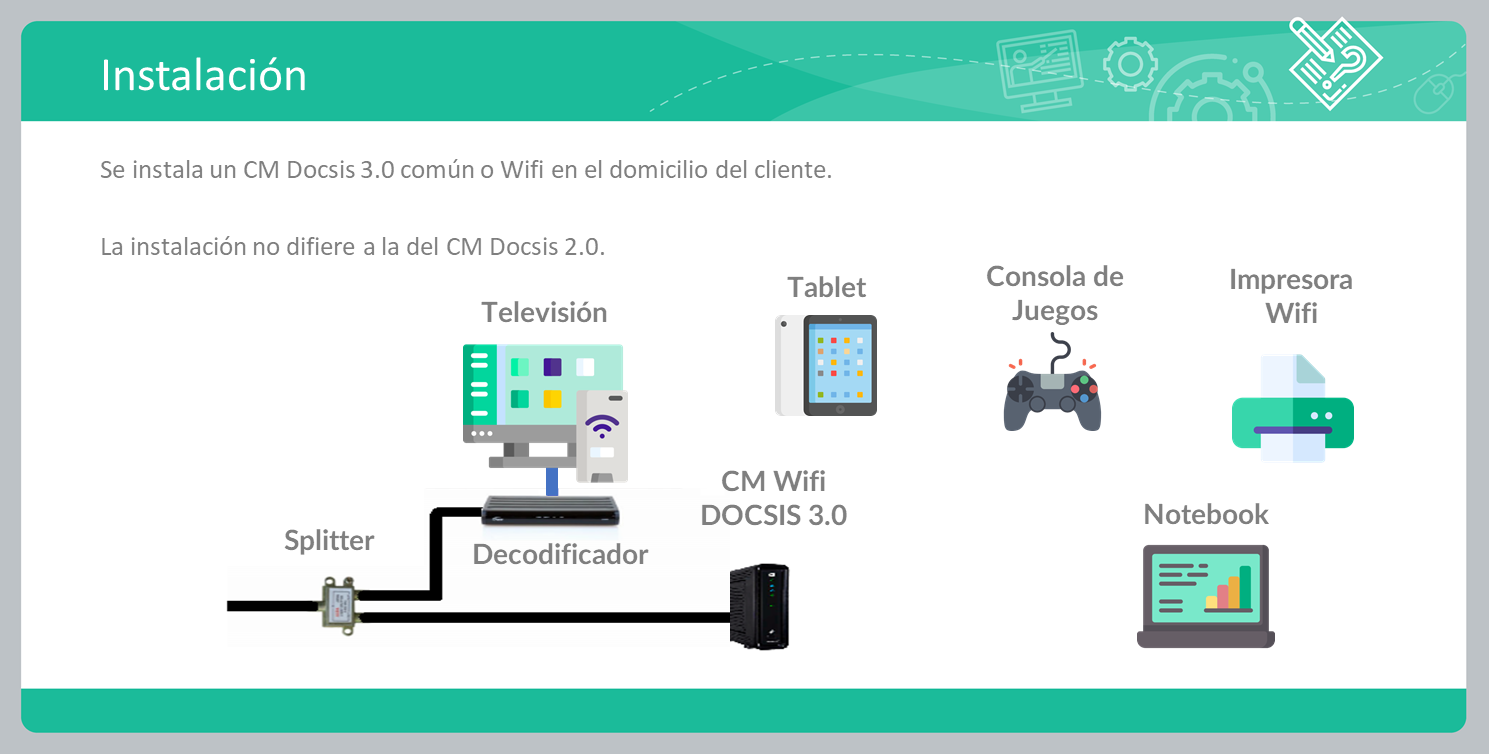 Instalación
Se instala un CM Docsis 3.0 común o Wifi en el domicilio del cliente.
La instalación no difiere a la del CM Docsis 2.0.
Televisión
Tablet
Consola de
Juegos
Impresora
Wifi
CM Wifi
DOCSIS 3.0
Notebook
Splitter
Decodificador